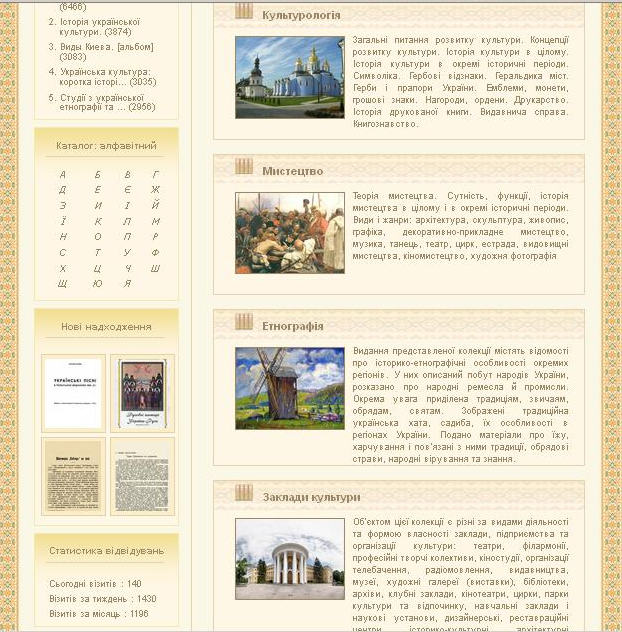 (6466)
2. Історія української
культури. (3874)
3. Виды Киева. [альбом]
(3083)
4. Українська культура:
коротка історі... (3035)
5. Студії з української
етнографії та ... (2956)
Каталог: алфавітний
А Б В Г
Д Е Є Ж
З И І Й
Ї К Л М
Н О П Р
С Т У Ф
Х Ц Ч Ш
Щ Ю Я
Нові надходження
УКРАЇНСЬКІ ПІСНІ
Статистика відвідувань
Сьогодні візитів : 140
Візитів за тиждень : 1430
Візитів за місяць : 1196
Культурологія
Загальні питання розвитку культури. Концепції
розвитку культури. Історія культури в цілому.
Історія культури в окремі історичні періоди.
Символіка. Гербові відзнаки. Геральдика міст.
Герби і прапори України. Емблеми, монети,
грошові знаки. Нагороди, ордени. Друкарство.
Історія друкованої книги. Видавнича справа.
Книгознавство.
Мистецтво
Теорія мистецтва. Сутність, функції, історія
мистецтва в цілому і в окремі історичні періоди.
Види і жанри: архітектура, скульптура, живопис,
графіка, декоративно-прикладне мистецтво,
музика, танець, театр, цирк, естрада, видовищні
мистецтва, кіномистецтво, художня фотографія
Етнографія
Видання представленої колекції містять відомості
про історико-етнографічні особливості окремих
регіонів. У них описаний побут народів України,
розказано про народні ремесла й промисли.
Окрема увага приділена традиціям, звичаям,
обрядам, святам. Зображені традиційна
українська хата, садиба, їх особливості в
регіонах України. Подано матеріали про їжу,
харчування і пов'язані з ними традиції, обрядові
страви, народні вірування та знання.
Заклади культури
Об'єктом цієї колекції є різні за видами діяльності
та формою власності заклади, підприємства та
організації культури: театри, філармонії,
професійні творчі колективи, кіностудії, організації
телебачення, радіомовлення, видавництва,
музеї, художні галереї (виставки), бібліотеки,
архіви, клубні заклади, кінотеатри, цирки, парки
культури та відпочинку, навчальні заклади і
наукові установи, дизайнерські, реставраційні
центри, історико-культурні, архітектурні